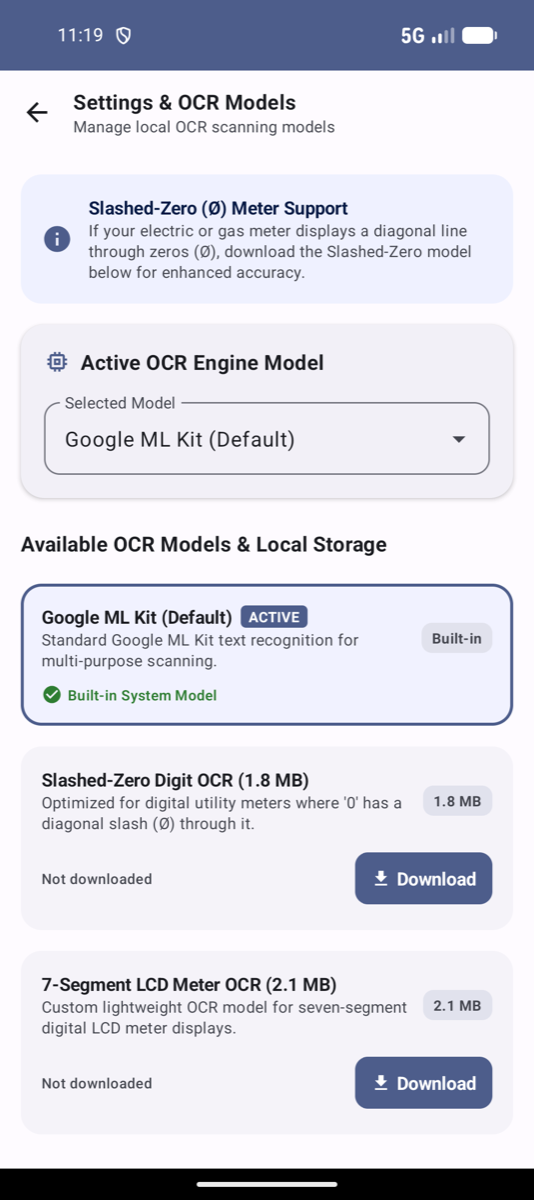 11:19
5G
Settings & OCR Models
Manage local OCR scanning models
Slashed-Zero (Ø) Meter Support
If your electric or gas meter displays a diagonal line
through zeros (Ø), download the Slashed-Zero model
below for enhanced accuracy.
Active OCR Engine Model
Selected Model
Google ML Kit (Default)
Available OCR Models & Local Storage
Google ML Kit (Default) ACTIVE
Standard Google ML Kit text recognition for
multi-purpose scanning.
Built-in
Built-in System Model
Slashed-Zero Digit OCR (1.8 MB)
Optimized for digital utility meters where '0' has a
diagonal slash (Ø) through it.
1.8 MB
Not downloaded
Download
7-Segment LCD Meter OCR (2.1 MB)
Custom lightweight OCR model for seven-segment
digital LCD meter displays.
2.1 MB
Not downloaded
Download